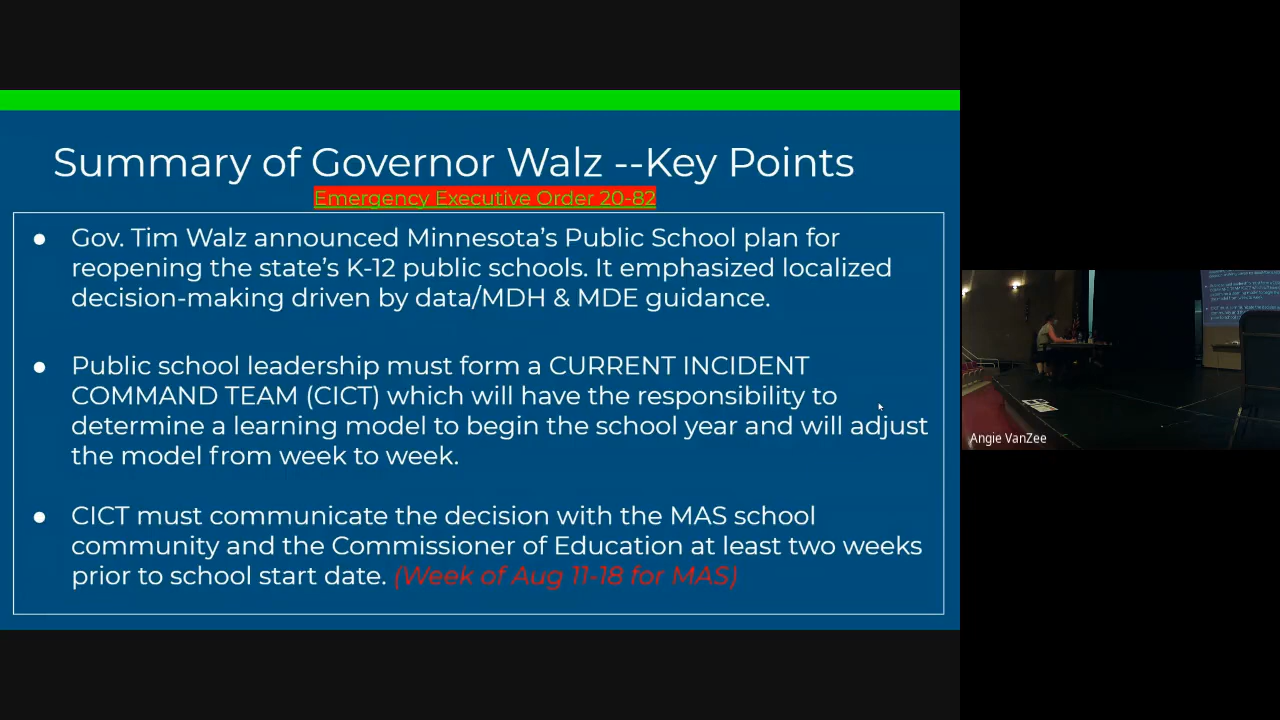 Summary of Governor Walz --Key Points
Emergency Executive Order 20-82
● Gov. Tim Walz announced Minnesota’s Public School plan for
reopening the state’s K-12 public schools. It emphasized localized
decision-making driven by data/MDH & MDE guidance.
● Public school leadership must form a CURRENT INCIDENT
COMMAND TEAM (CICT) which will have the responsibility to
determine a learning model to begin the school year and will adjust
the model from week to week.
● CICT must communicate the decision with the MAS school
community and the Commissioner of Education at least two weeks
prior to school start date. (Week of Aug 11-18 for MAS)
Angie VanZee